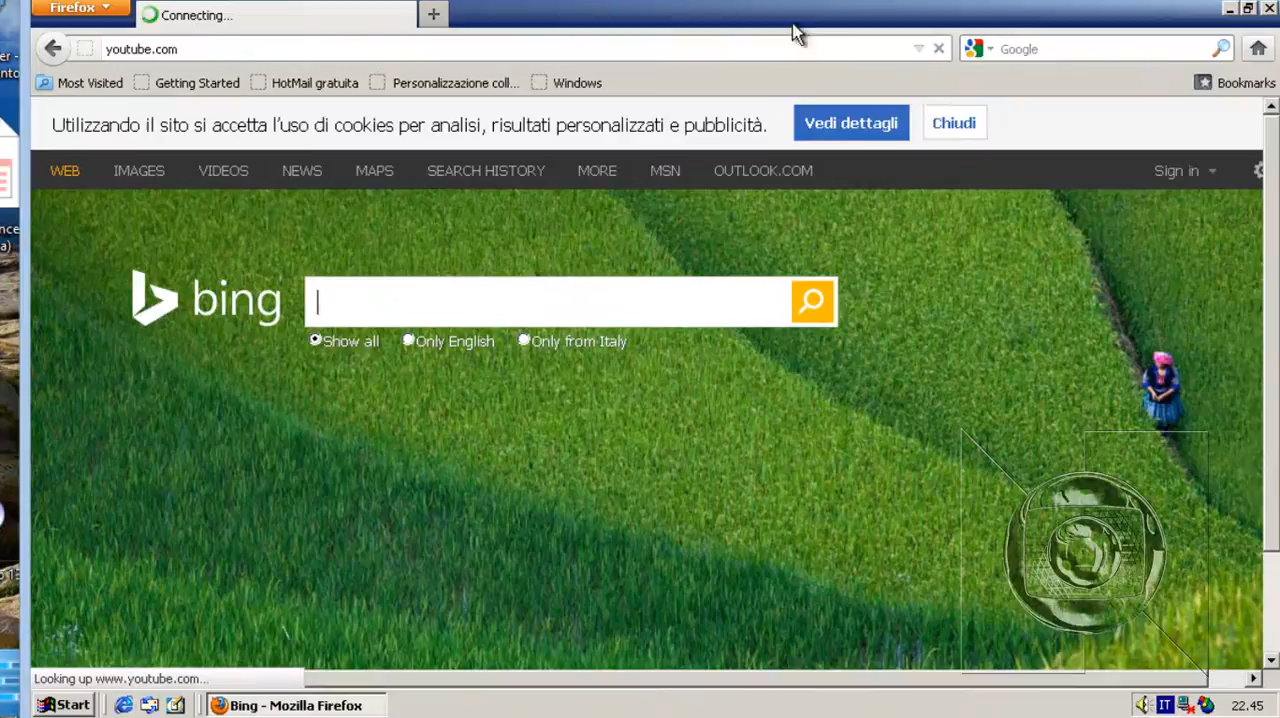 Firefox
Connecting...
youtube.com
Google
Most Visited
Getting Started
HotMail gratuita
Personalizzazione coll...
Windows
Bookmarks
Utilizzando il sito si accetta l'uso di cookies per analisi, risultati personalizzati e pubblicità.
Vedi dettagli
Chiudi
WEB
IMAGES
VIDEOS
NEWS
MAPS
SEARCH HISTORY
MORE
MSN
OUTLOOK.COM
Sign in
bing
Show all
Only English
Only from Italy
Looking up www.youtube.com...
Start
Bing - Mozilla Firefox
IT
22.45